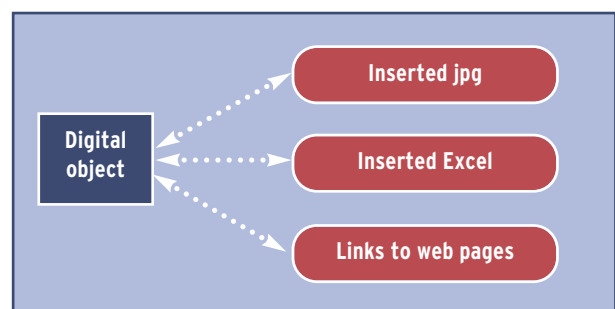 Digital
object
Inserted jpg
Inserted Excel
Links to web pages